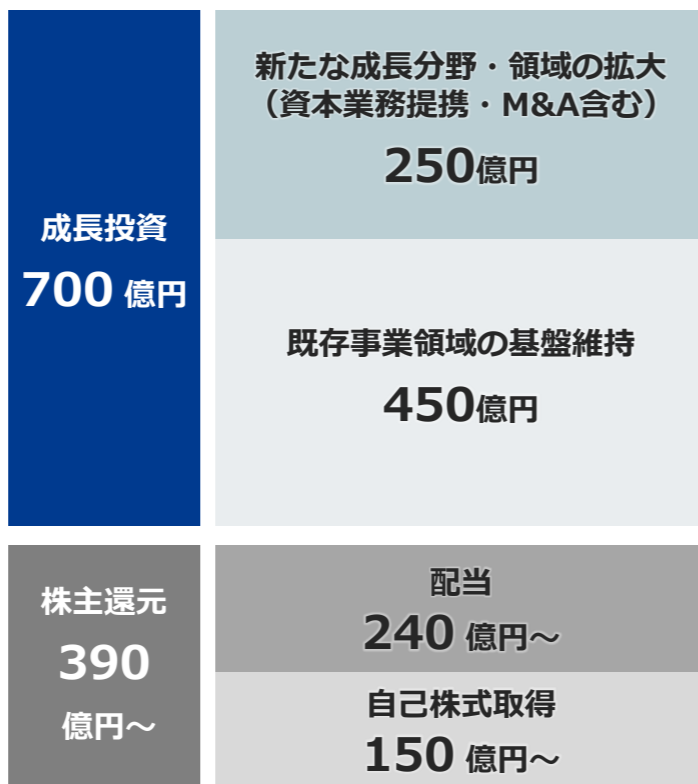 成長投資
700 億円
新たな成長分野・領域の拡大
（資本業務提携・M&A含む）
250億円
既存事業領域の基盤維持
450億円
株主還元
390
億円～
配当
240 億円～
自己株式取得
150 億円～